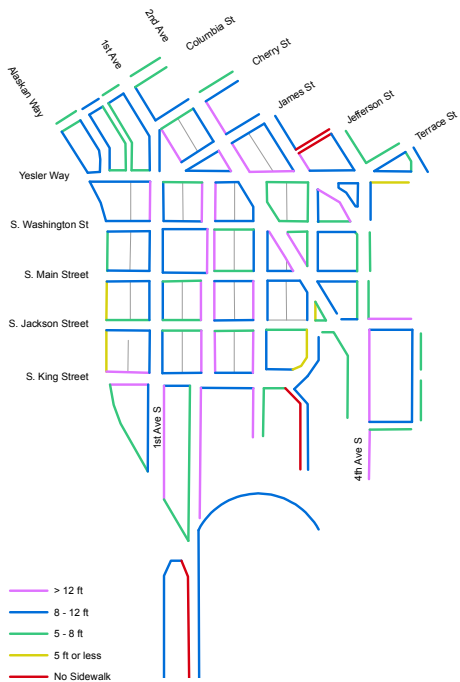 2nd Ave
Columbia St
1st Ave
Cherry St
Alaskan Way
James St
Jefferson St
Terrace St
Yesler Way
S. Washington St
S. Main Street
S. Jackson Street
S. King Street
1st Ave S
4th Ave S
> 12 ft
8 - 12 ft
5 - 8 ft
5 ft or less
No Sidewalk